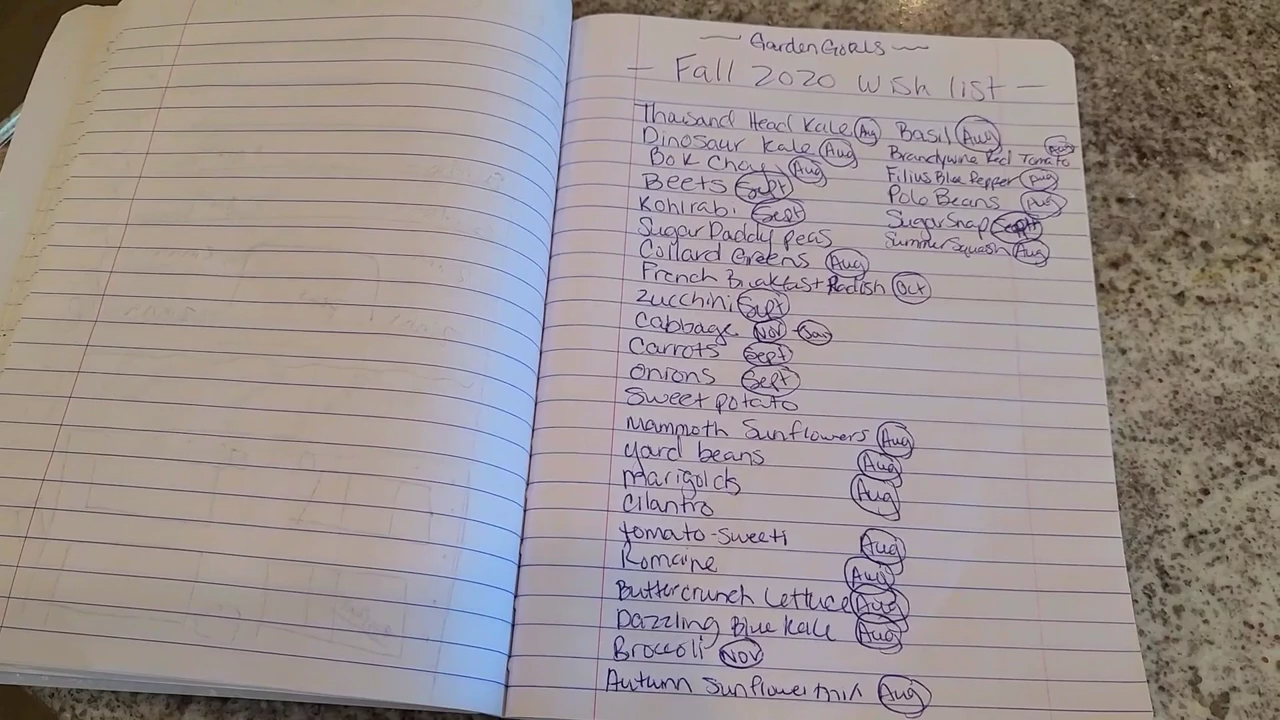 ~ Garden Goals ~
- Fall 2020 wish list -
Thousand Head Kale Aug
Dinosaur Kale Aug
Bok Choy Aug
Beets Sept
Kohlrabi Sept
Sugar Daddy peas
Collard Greens Aug
French Breakfast Radish Oct
Zucchini Sept
Cabbage Nov - Jan
Carrots Sept
Onions Sept
Sweet potato
Mammoth Sunflowers Aug
Yard beans Aug
Marigolds Aug
Cilantro
tomato-sweeti Aug
Romaine Aug
Buttercrunch Lettuce Aug
Dazzling Blue Kale Aug
Broccoli Nov
Autumn Sunflower mix Aug
Basil Aug
Brandywine Red Tomato
Filius Blue Pepper Aug
Polo Beans Aug
Sugar Snap Sept
Summer Squash Aug